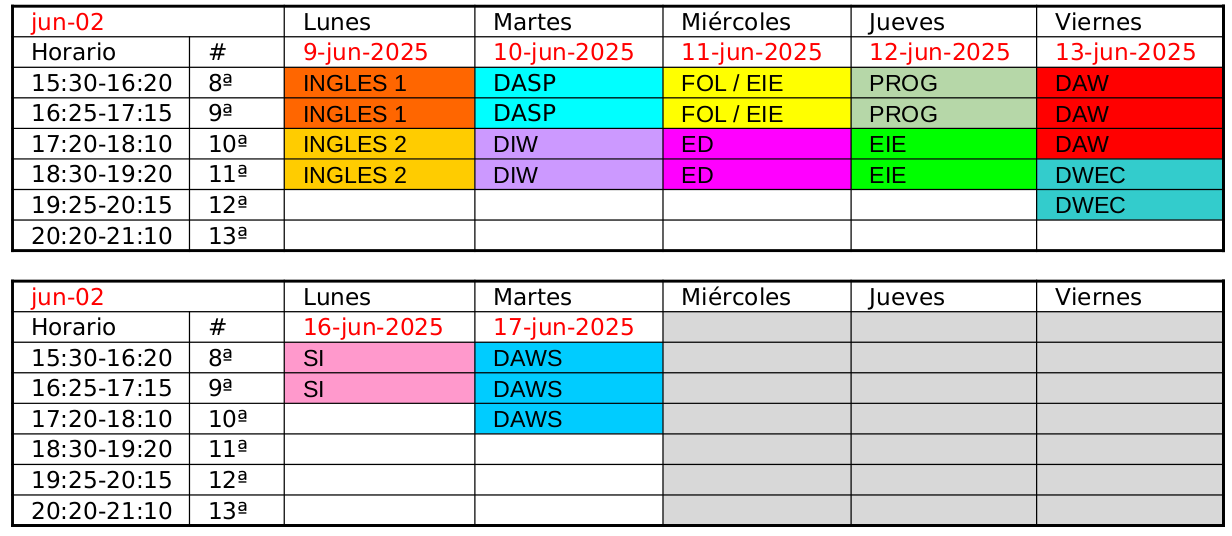 jun-02 Lunes Martes Miércoles Jueves Viernes
Horario # 9-jun-2025 10-jun-2025 11-jun-2025 12-jun-2025 13-jun-2025
15:30-16:20 8ª INGLES 1 DASP FOL / EIE PROG DAW
16:25-17:15 9ª INGLES 1 DASP FOL / EIE PROG DAW
17:20-18:10 10ª INGLES 2 DIW ED EIE DAW
18:30-19:20 11ª INGLES 2 DIW ED EIE DWEC
19:25-20:15 12ª DWEC
20:20-21:10 13ª
jun-02 Lunes Martes Miércoles Jueves Viernes
Horario # 16-jun-2025 17-jun-2025
15:30-16:20 8ª SI DAWS
16:25-17:15 9ª SI DAWS
17:20-18:10 10ª DAWS
18:30-19:20 11ª
19:25-20:15 12ª
20:20-21:10 13ª